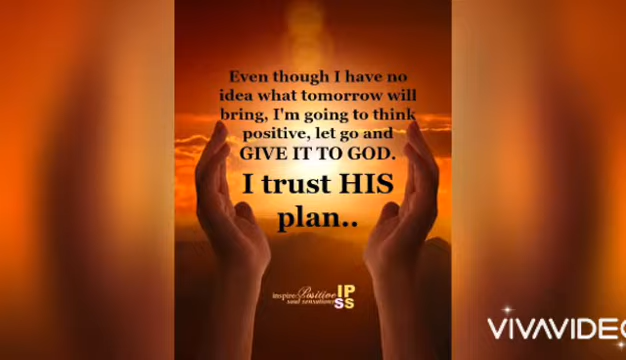 Even though I have no
idea what tomorrow will
bring, I'm going to think
positive, let go and
GIVE IT TO GOD.
I trust HIS
plan..
inspire Positive IP
soul sensations SS
VIVAVIDEO